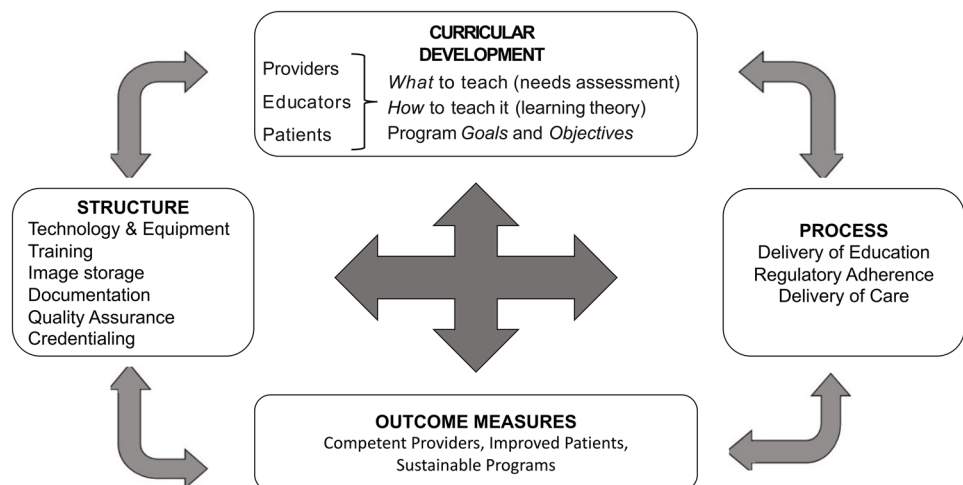 CURRICULAR
DEVELOPMENT
Providers
Educators
Patients
What to teach (needs assessment)
How to teach it (learning theory)
Program Goals and Objectives
STRUCTURE
Technology & Equipment
Training
Image storage
Documentation
Quality Assurance
Credentialing
PROCESS
Delivery of Education
Regulatory Adherence
Delivery of Care
OUTCOME MEASURES
Competent Providers, Improved Patients,
Sustainable Programs